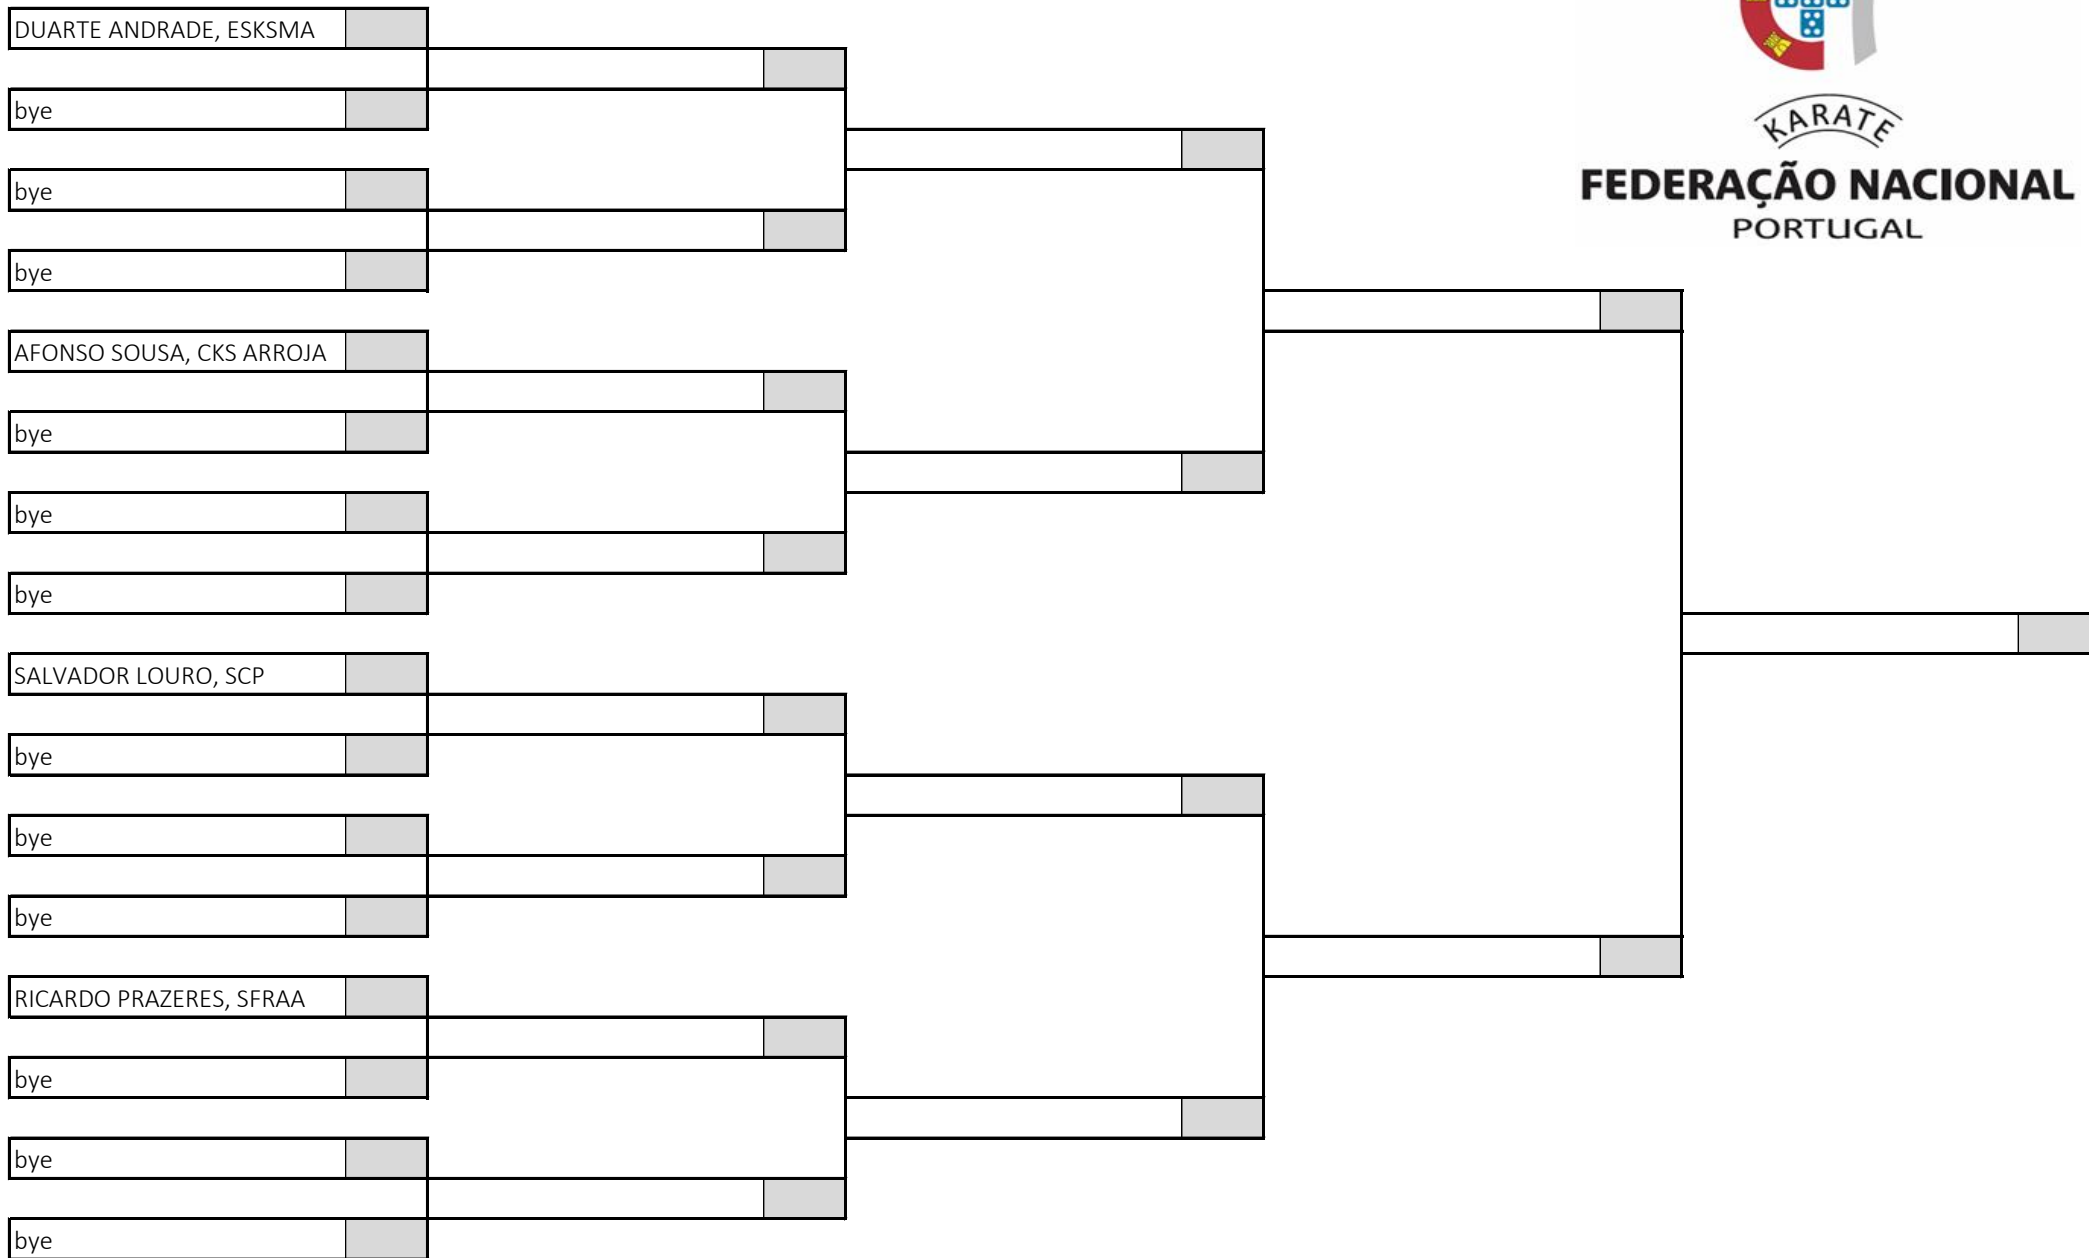 DUARTE ANDRADE, ESKSMA
bye
bye
bye
AFONSO SOUSA, CKS ARROJA
bye
bye
bye
SALVADOR LOURO, SCP
bye
bye
bye
RICARDO PRAZERES, SFRAA
bye
bye
bye
KARATE
FEDERAÇÃO NACIONAL
PORTUGAL